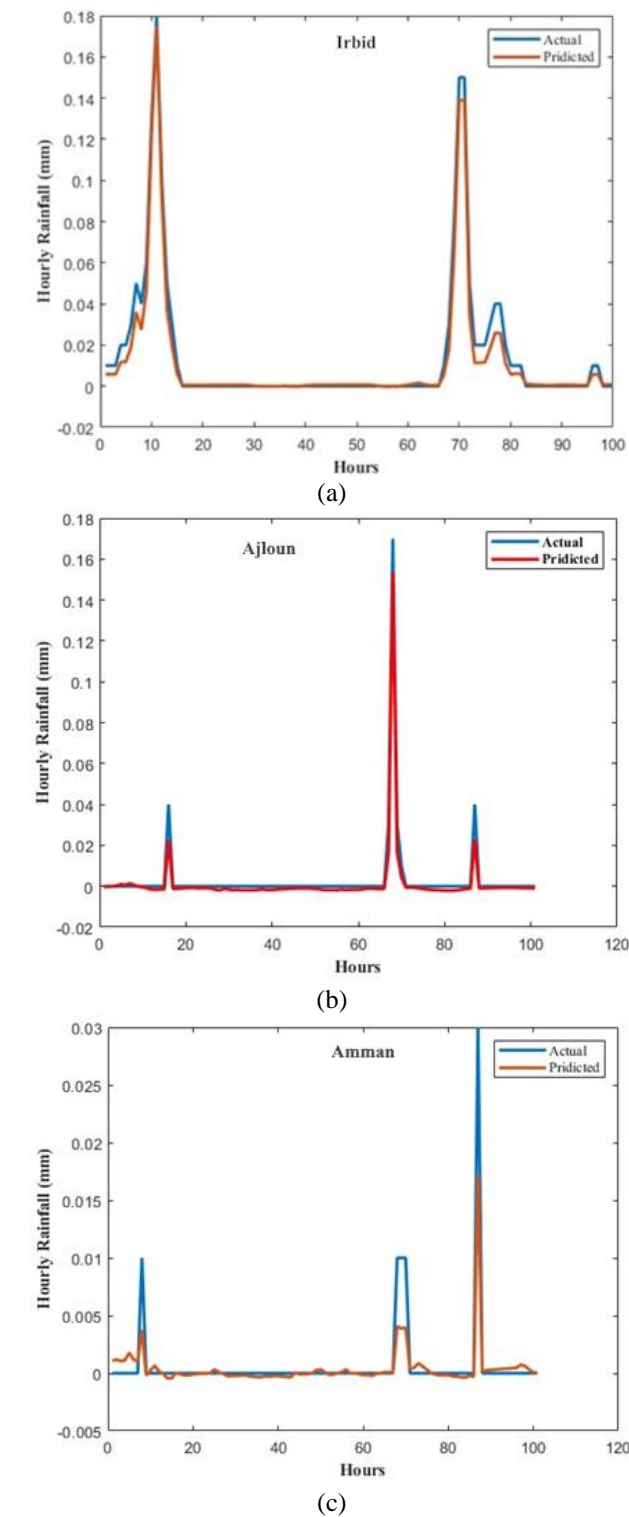 Irbid
Actual
Pridicted
Hourly Rainfall (mm)
0.18
0.16
0.14
0.12
0.1
0.08
0.06
0.04
0.02
0
-0.02
0 10 20 30 40 50 60 70 80 90 100
Hours
(a)
Ajloun
Actual
Pridicted
Hourly Rainfall (mm)
0.18
0.16
0.14
0.12
0.1
0.08
0.06
0.04
0.02
0
-0.02
0 20 40 60 80 100 120
Hours
(b)
Amman
Actual
Pridicted
Hourly Rainfall (mm)
0.03
0.025
0.02
0.015
0.01
0.005
0
-0.005
0 20 40 60 80 100 120
Hours
(c)